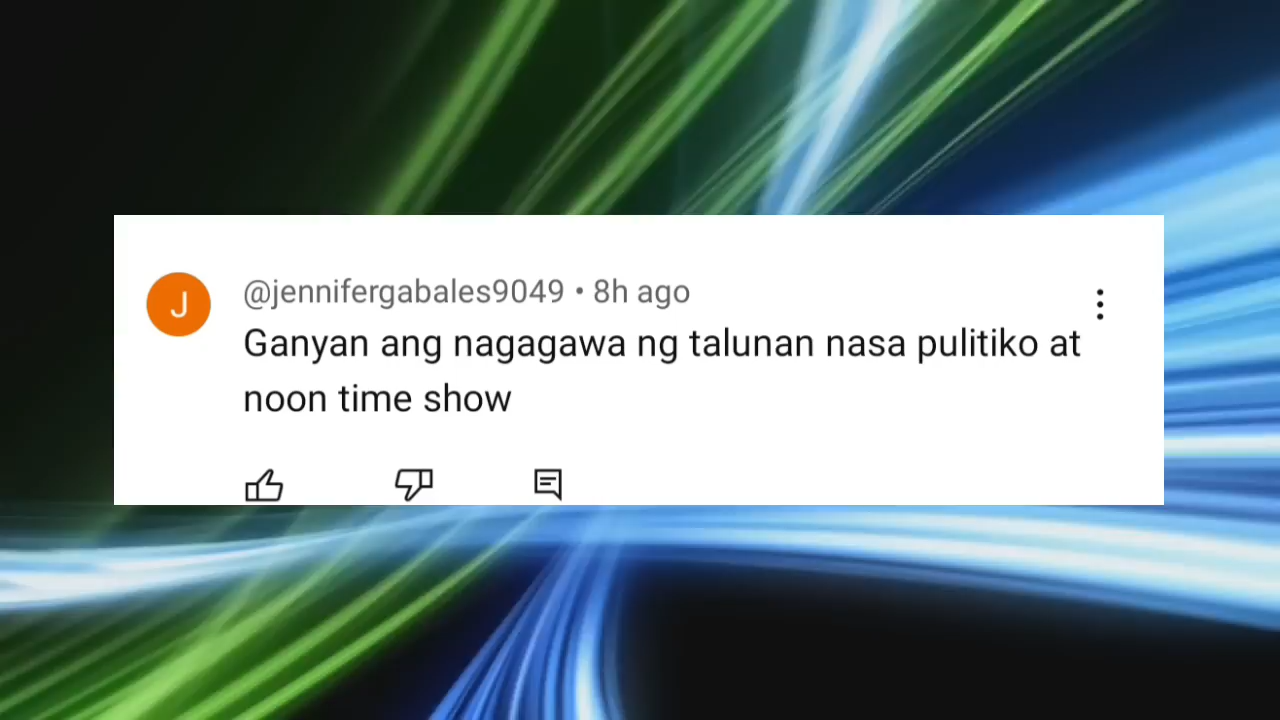 J
@jennifergabales9049 • 8h ago
Ganyan ang nagagawa ng talunan nasa pulitiko at
noon time show